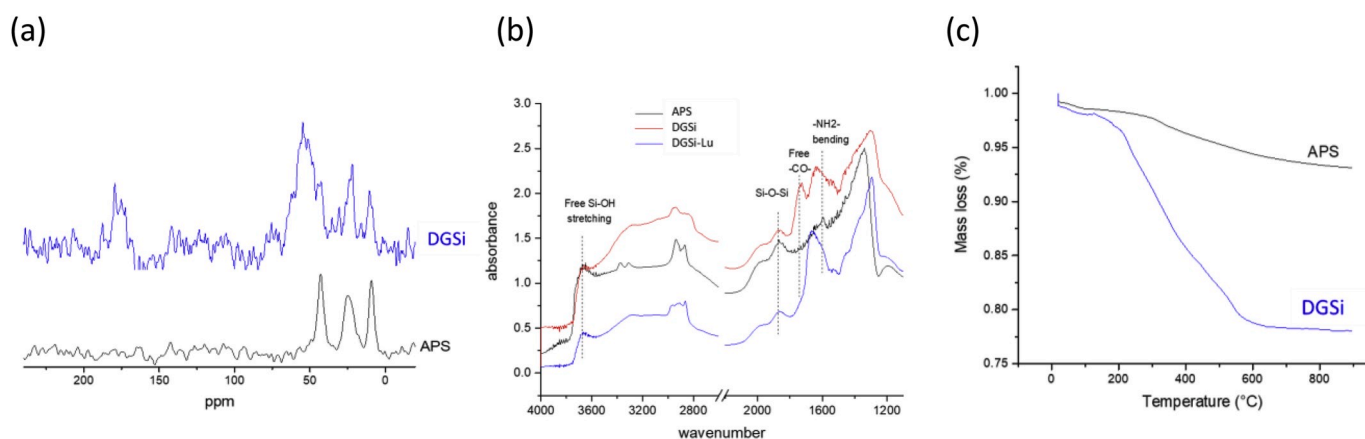 (a)
(b)
(c)
DGSi
APS
200
150
100
50
0
ppm
3.0
2.5
2.0
1.5
1.0
0.5
0.0
absorbance
APS
DGSi
DGSi-Lu
-NH2-
bending
Free
-CO-
Si-O-Si
Free Si-OH
stretching
4000
3600
3200
2800
2000
1600
1200
wavenumber
1.00
0.95
0.90
0.85
0.80
0.75
Mass loss (%)
APS
DGSi
0
200
400
600
800
Temperature (°C)